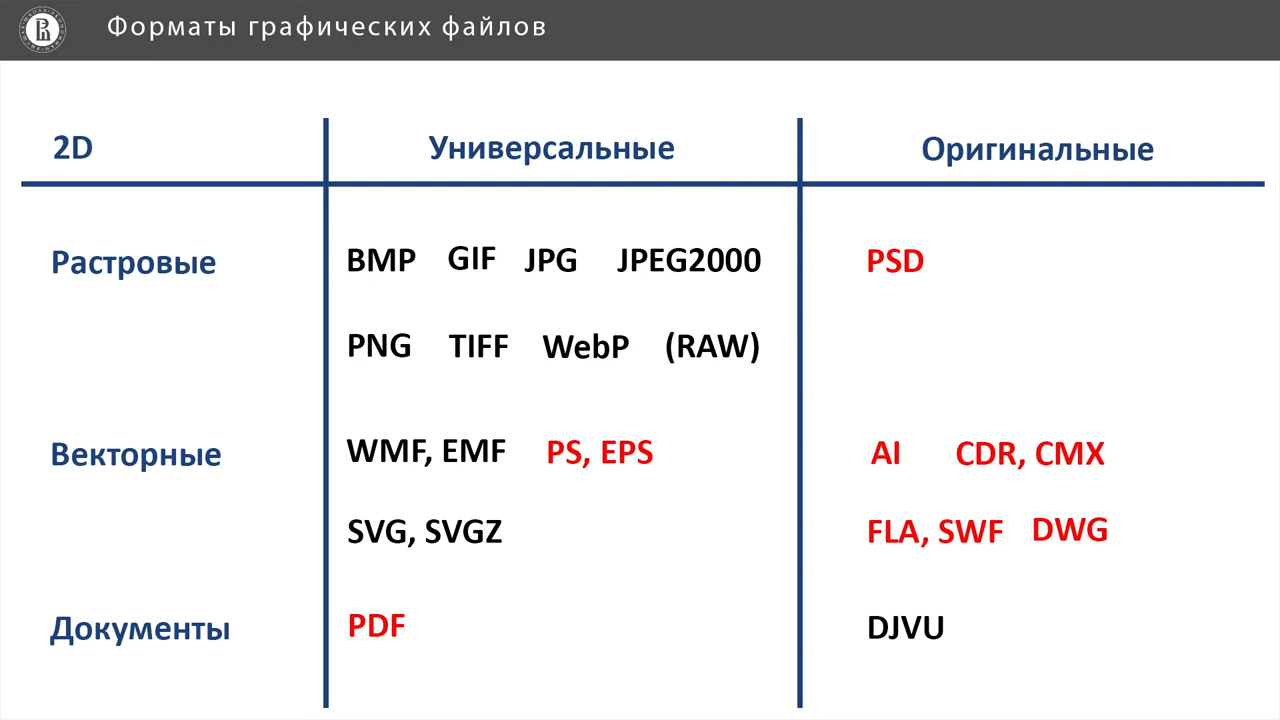 Форматы графических файлов
2D Универсальные Оригинальные
Растровые BMP GIF JPG JPEG2000 PSD
PNG TIFF WebP (RAW)
Векторные WMF, EMF PS, EPS AI CDR, CMX
SVG, SVGZ FLA, SWF DWG
Документы PDF DJVU